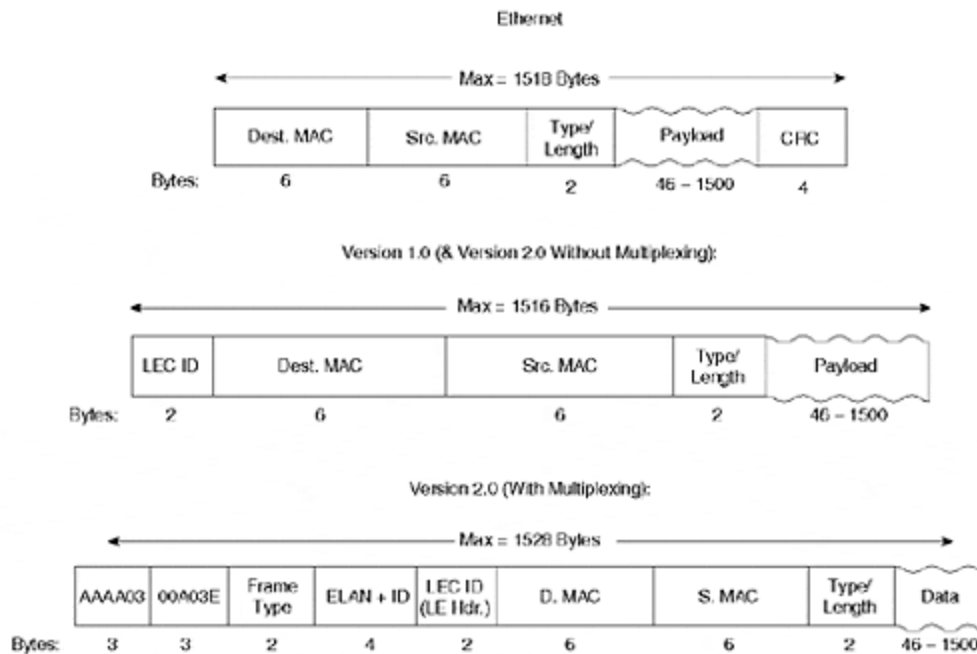 Ethernet
Max = 1518 Bytes
Dest. MAC Src. MAC Type/ Length Payload CRC
Bytes: 6 6 2 46 – 1500 4
Version 1.0 (& Version 2.0 Without Multiplexing):
Max = 1516 Bytes
LEC ID Dest. MAC Src. MAC Type/ Length Payload
Bytes: 2 6 6 2 46 – 1500
Version 2.0 (With Multiplexing):
Max = 1528 Bytes
AAAA03 00A03E Frame Type ELAN + ID LEC ID (LE Hdr.) D. MAC S. MAC Type/ Length Data
Bytes: 3 3 2 4 2 6 6 2 46 – 1500